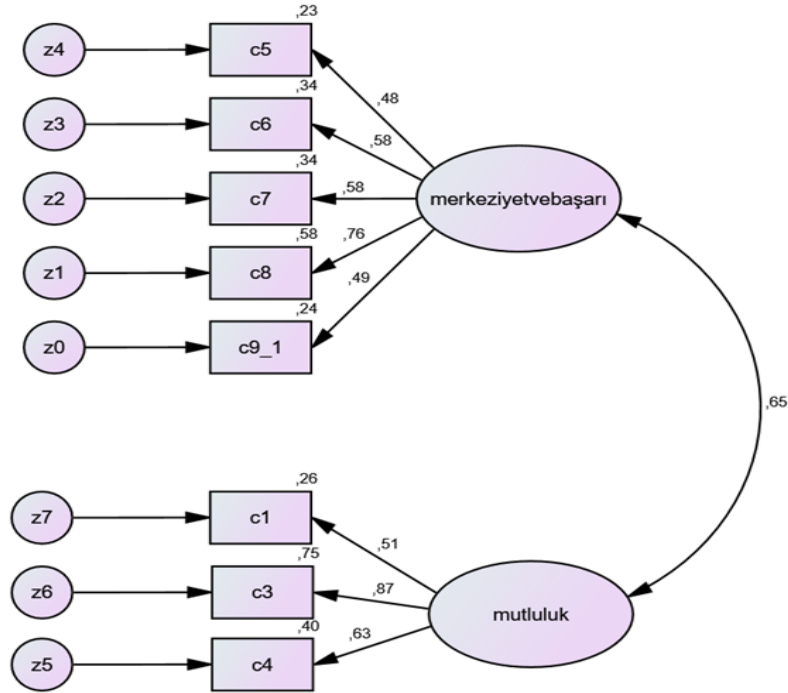 ,23
z4
c5
,48
,34
z3
c6
,58
,34
z2
c7
,58
merkeziyetvebaşarı
,58
,76
z1
c8
,49
,24
z0
c9_1
,65
,26
z7
c1
,51
,75
z6
c3
,87
mutluluk
,40
,63
z5
c4